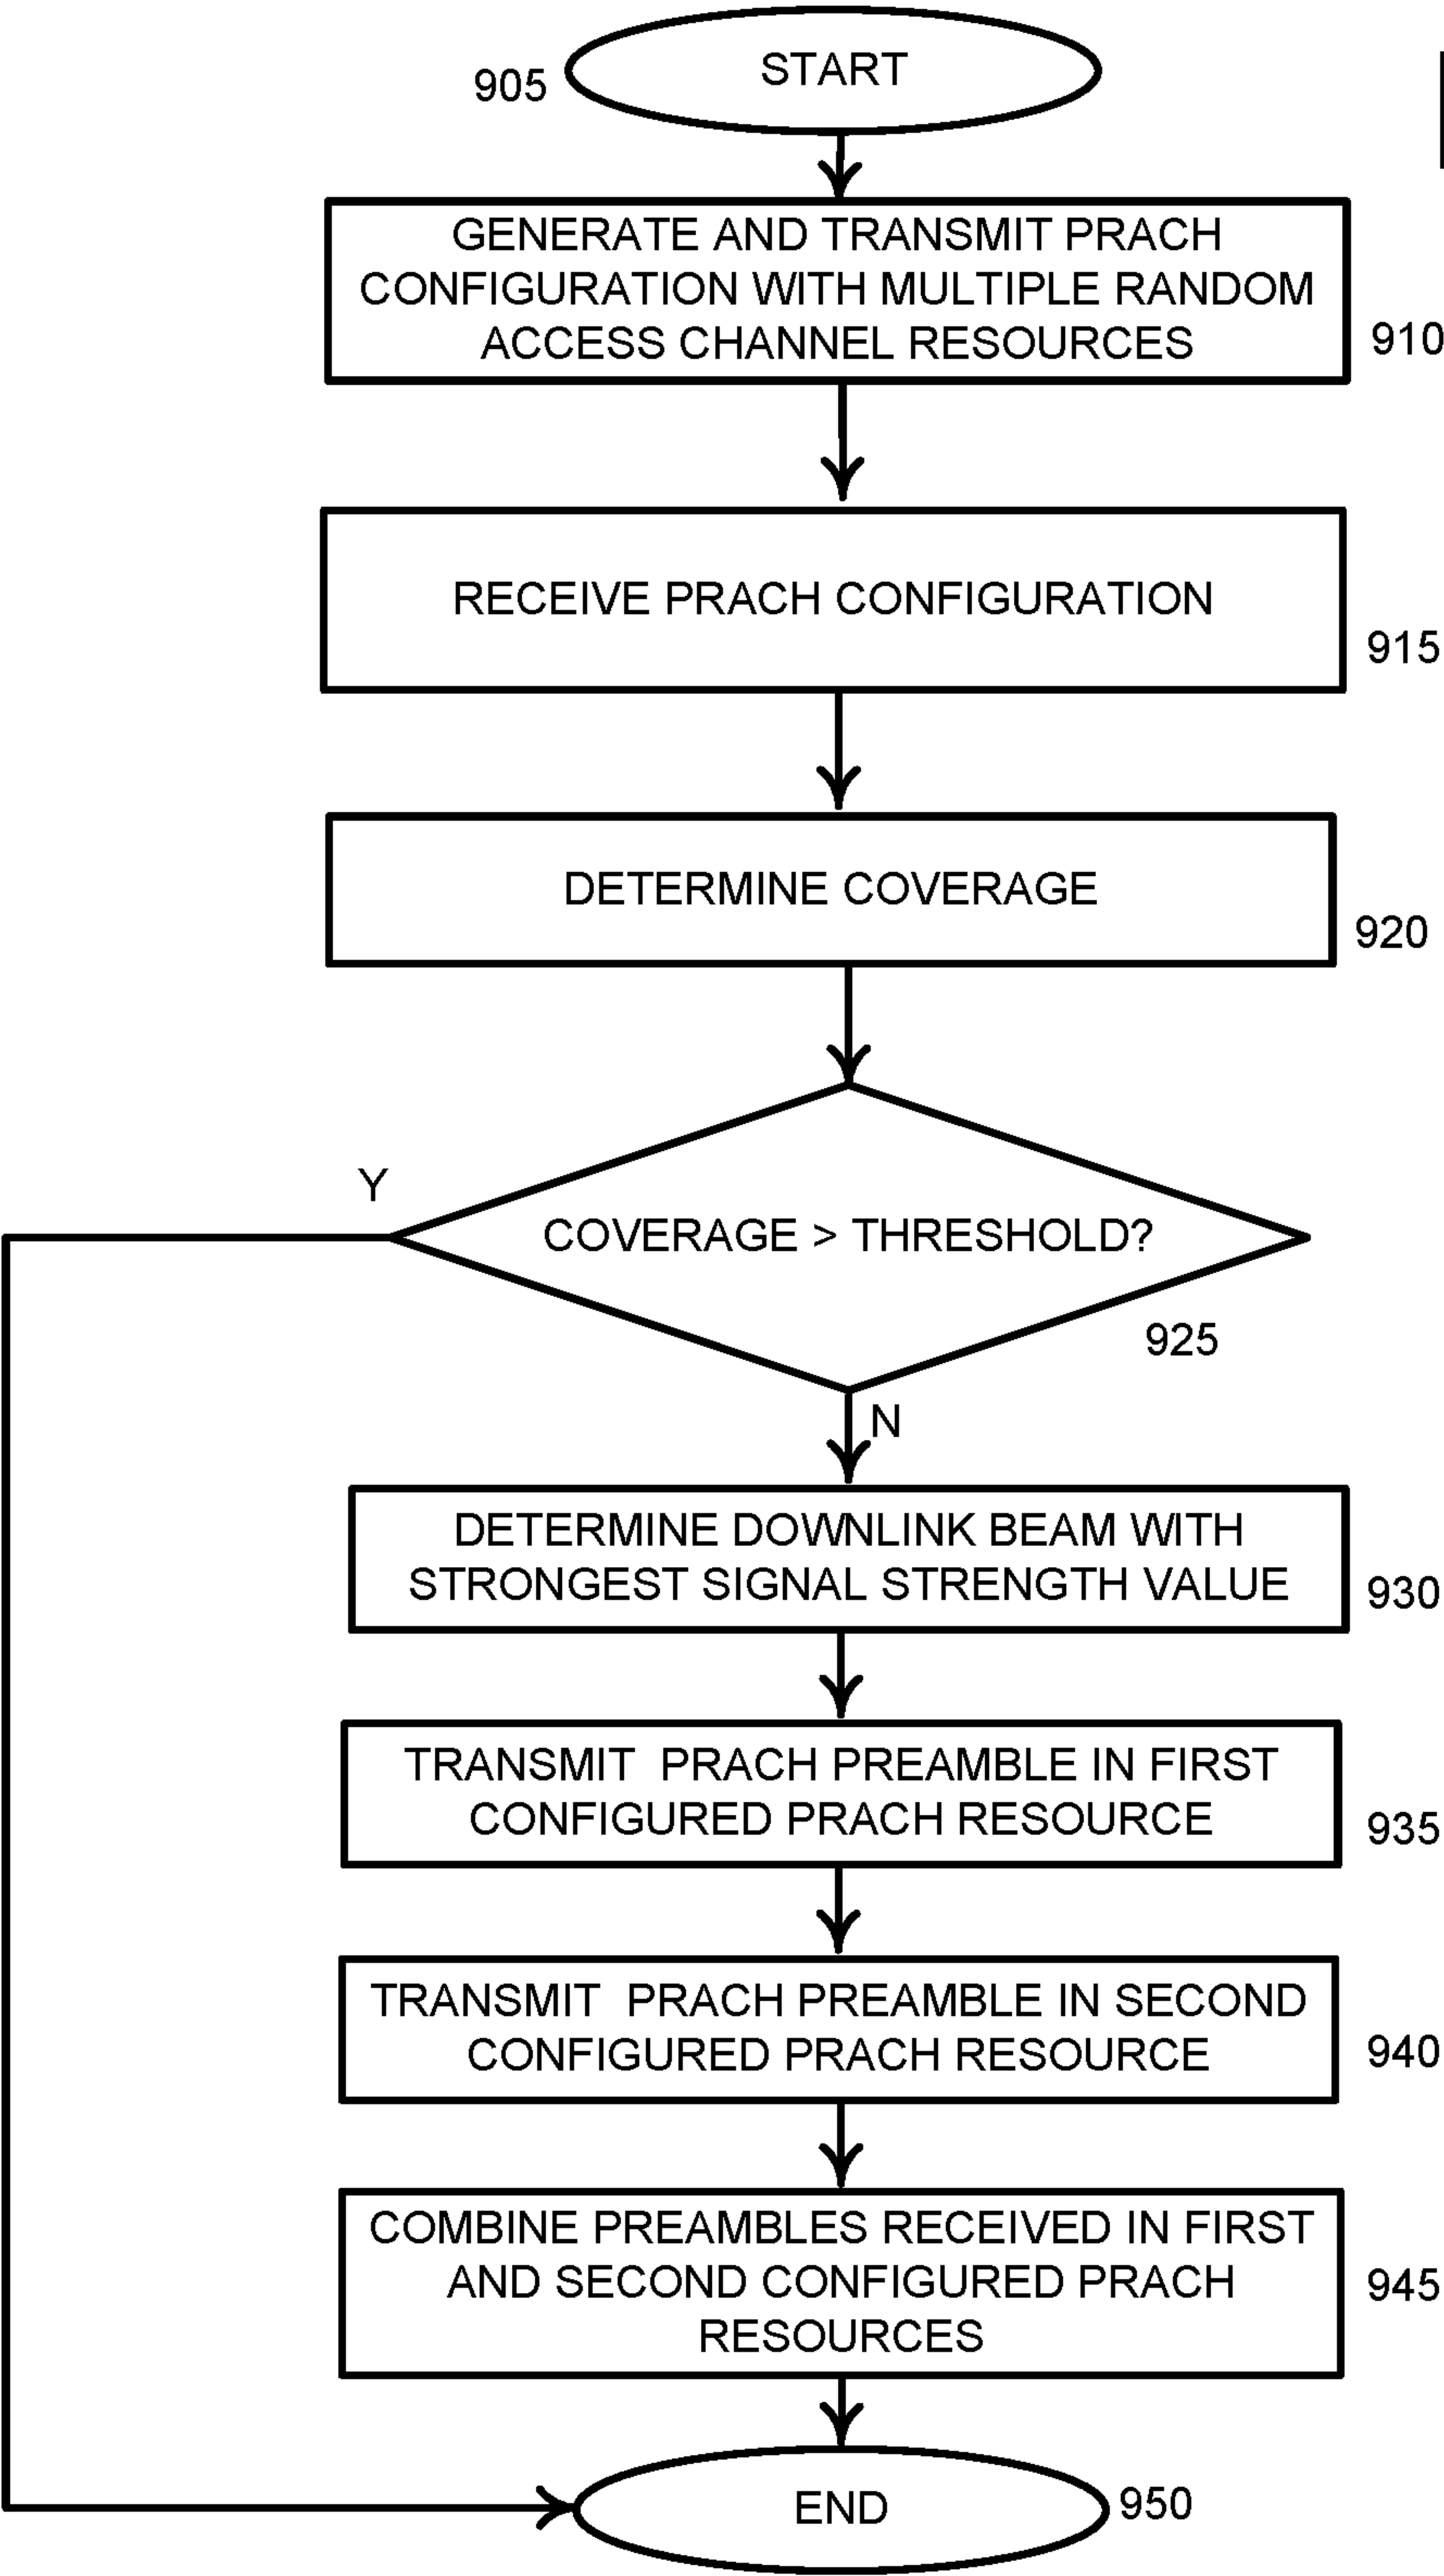 START
905
GENERATE AND TRANSMIT PRACH
CONFIGURATION WITH MULTIPLE RANDOM
ACCESS CHANNEL RESOURCES
910
RECEIVE PRACH CONFIGURATION
915
DETERMINE COVERAGE
920
Y
COVERAGE > THRESHOLD?
925
N
DETERMINE DOWNLINK BEAM WITH
STRONGEST SIGNAL STRENGTH VALUE
930
TRANSMIT  PRACH PREAMBLE IN FIRST
CONFIGURED PRACH RESOURCE
935
TRANSMIT  PRACH PREAMBLE IN SECOND
CONFIGURED PRACH RESOURCE
940
COMBINE PREAMBLES RECEIVED IN FIRST
AND SECOND CONFIGURED PRACH
RESOURCES
945
END
950